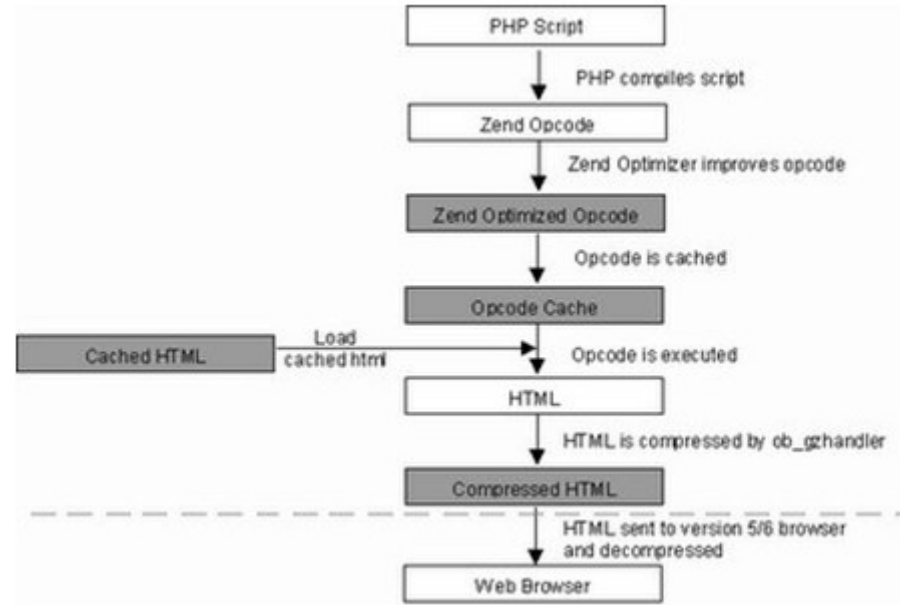 PHP Script
PHP compiles script
Zend Opcode
Zend Optimizer improves opcode
Zend Optimized Opcode
Opcode is cached
Opcode Cache
Cached HTML
Load
cached html
Opcode is executed
HTML
HTML is compressed by ob_gzhandler
Compressed HTML
HTML sent to version 5/6 browser
and decompressed
Web Browser